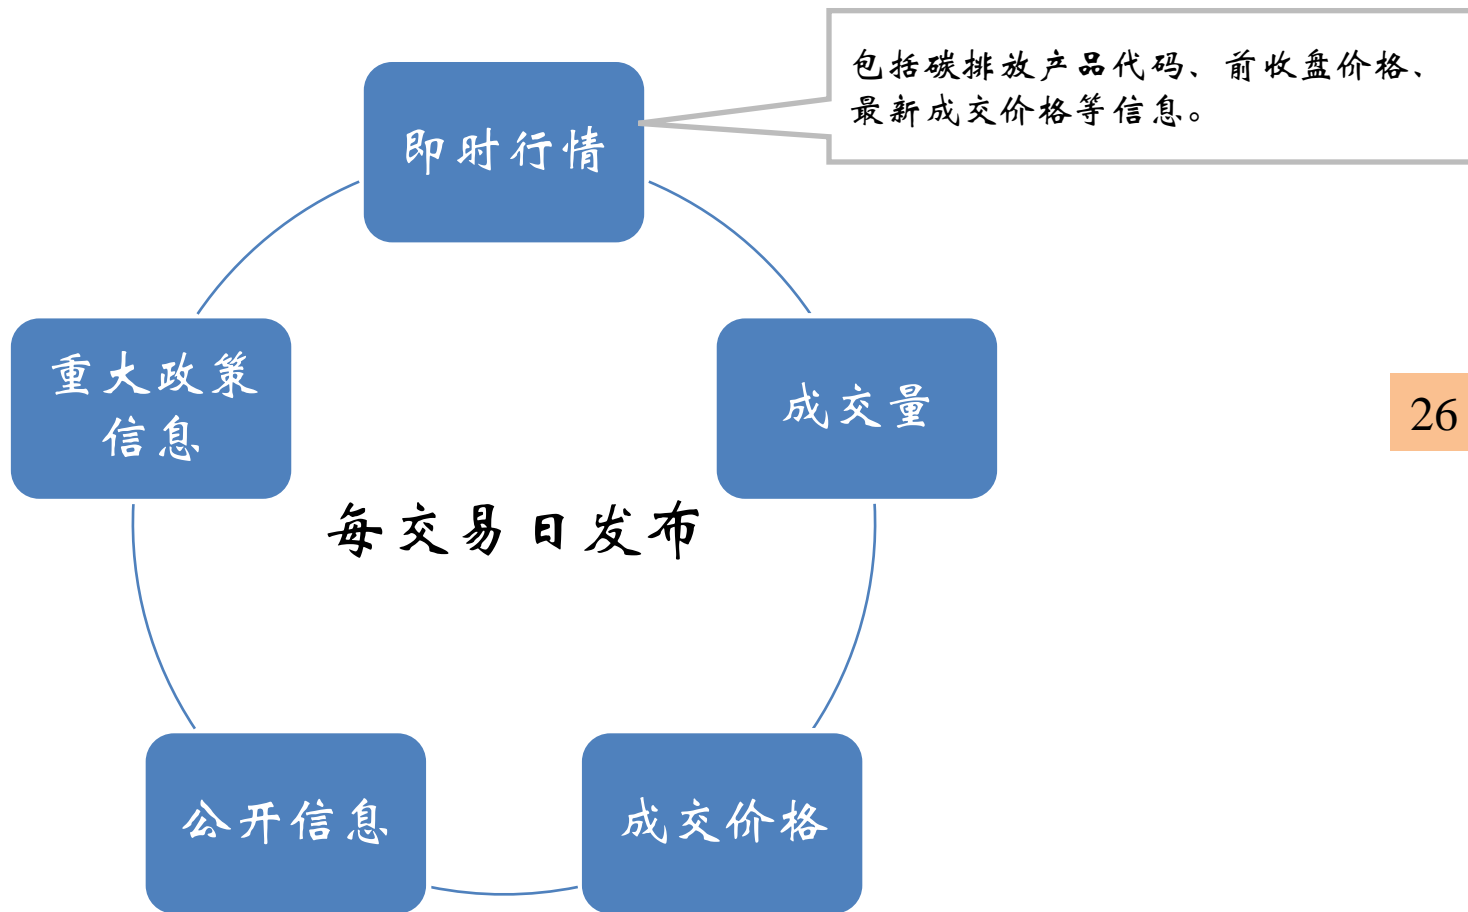 包括碳排放产品代码、前收盘价格、
最新成交价格等信息。
即时行情
重大政策
信息
成交量
26
每交易日发布
公开信息
成交价格